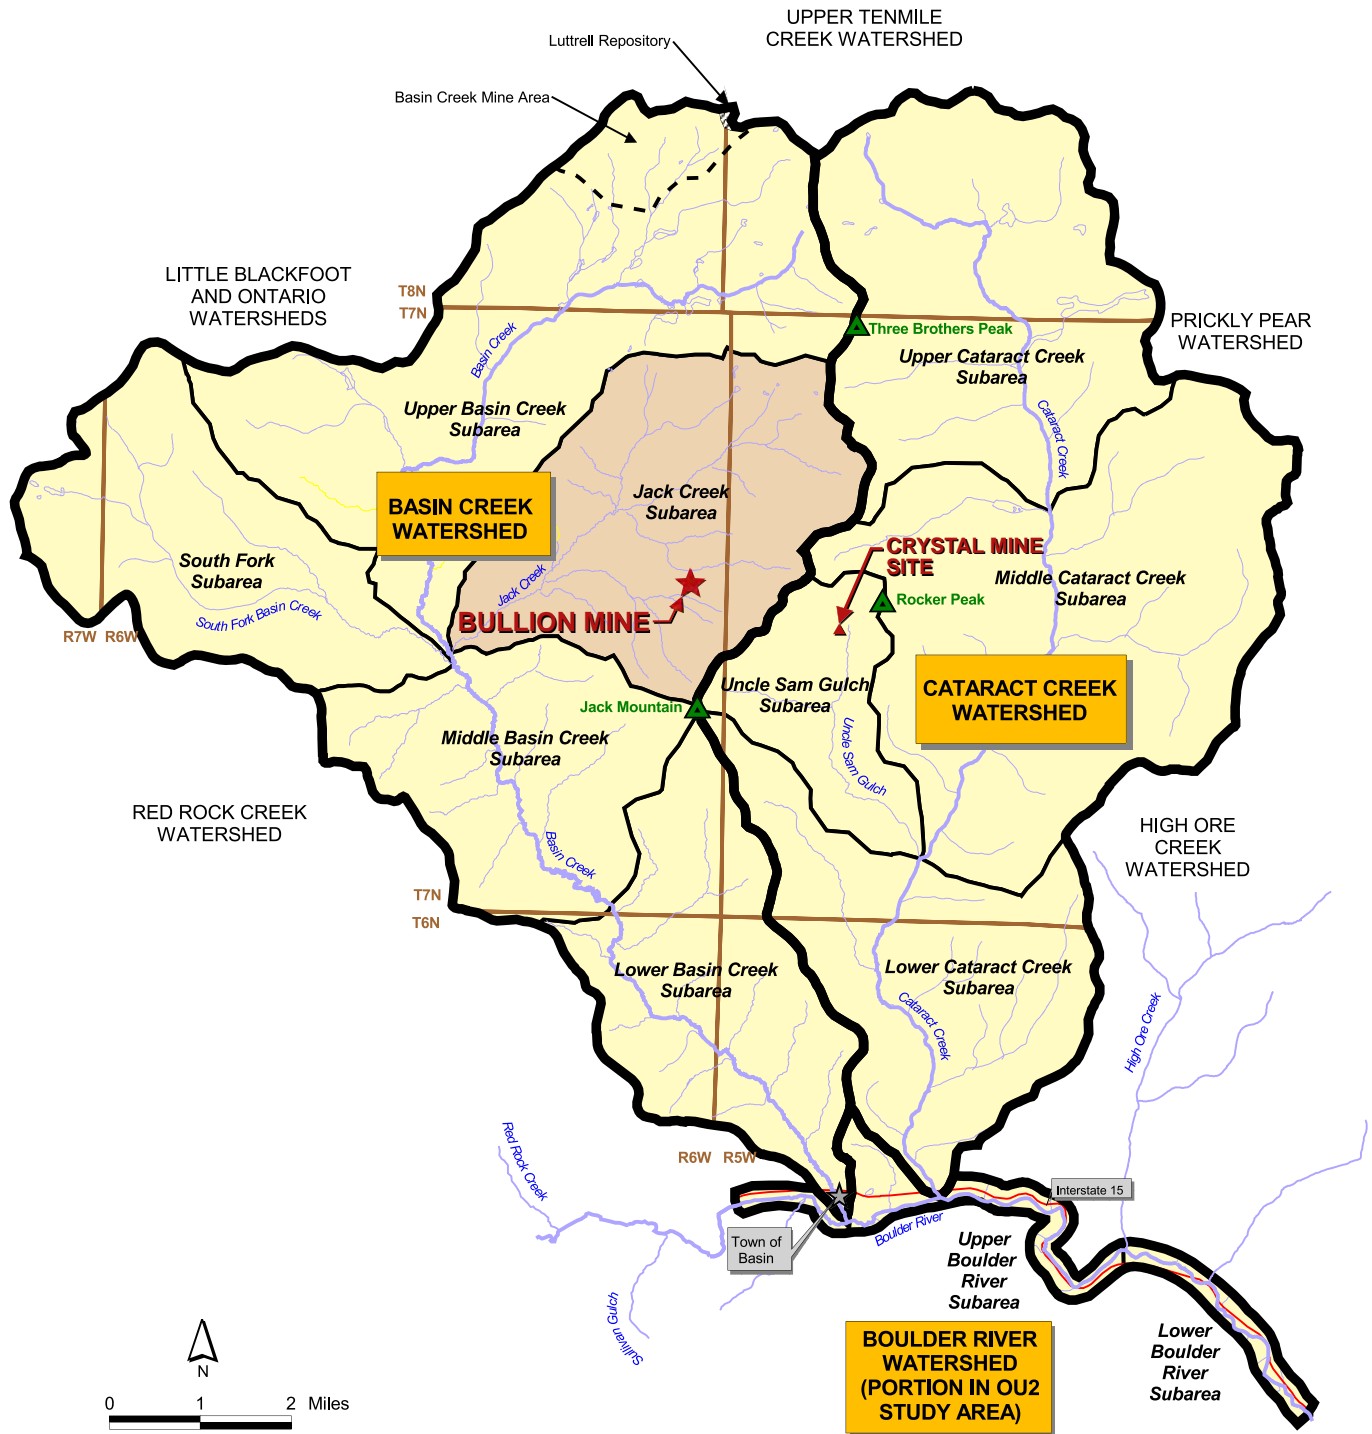 UPPER TENMILE
CREEK WATERSHED
Luttrell Repository
Basin Creek Mine Area
LITTLE BLACKFOOT
AND ONTARIO
WATERSHEDS
T8N
T7N
Three Brothers Peak
PRICKLY PEAR
WATERSHED
Upper Cataract Creek
Subarea
Basin Creek
Upper Basin Creek
Subarea
Cataract Creek
BASIN CREEK
WATERSHED
Jack Creek
Subarea
South Fork
Subarea
CRYSTAL MINE
SITE
Middle Cataract Creek
Subarea
Jack Creek
Rocker Peak
South Fork Basin Creek
BULLION MINE
R7W R6W
Uncle Sam Gulch
Subarea
CATARACT CREEK
WATERSHED
Jack Mountain
Middle Basin Creek
Subarea
Uncle Sam Gulch
RED ROCK CREEK
WATERSHED
HIGH ORE
CREEK
WATERSHED
Basin Creek
T7N
T6N
Lower Basin Creek
Subarea
Lower Cataract Creek
Subarea
Cataract Creek
High Ore Creek
Red Rock Creek
R6W R5W
Interstate 15
Town of
Basin
Boulder River
Upper
Boulder
River
Subarea
Sullivan Gulch
BOULDER RIVER
WATERSHED
(PORTION IN OU2
STUDY AREA)
Lower
Boulder
River
Subarea
N
0 1 2 Miles